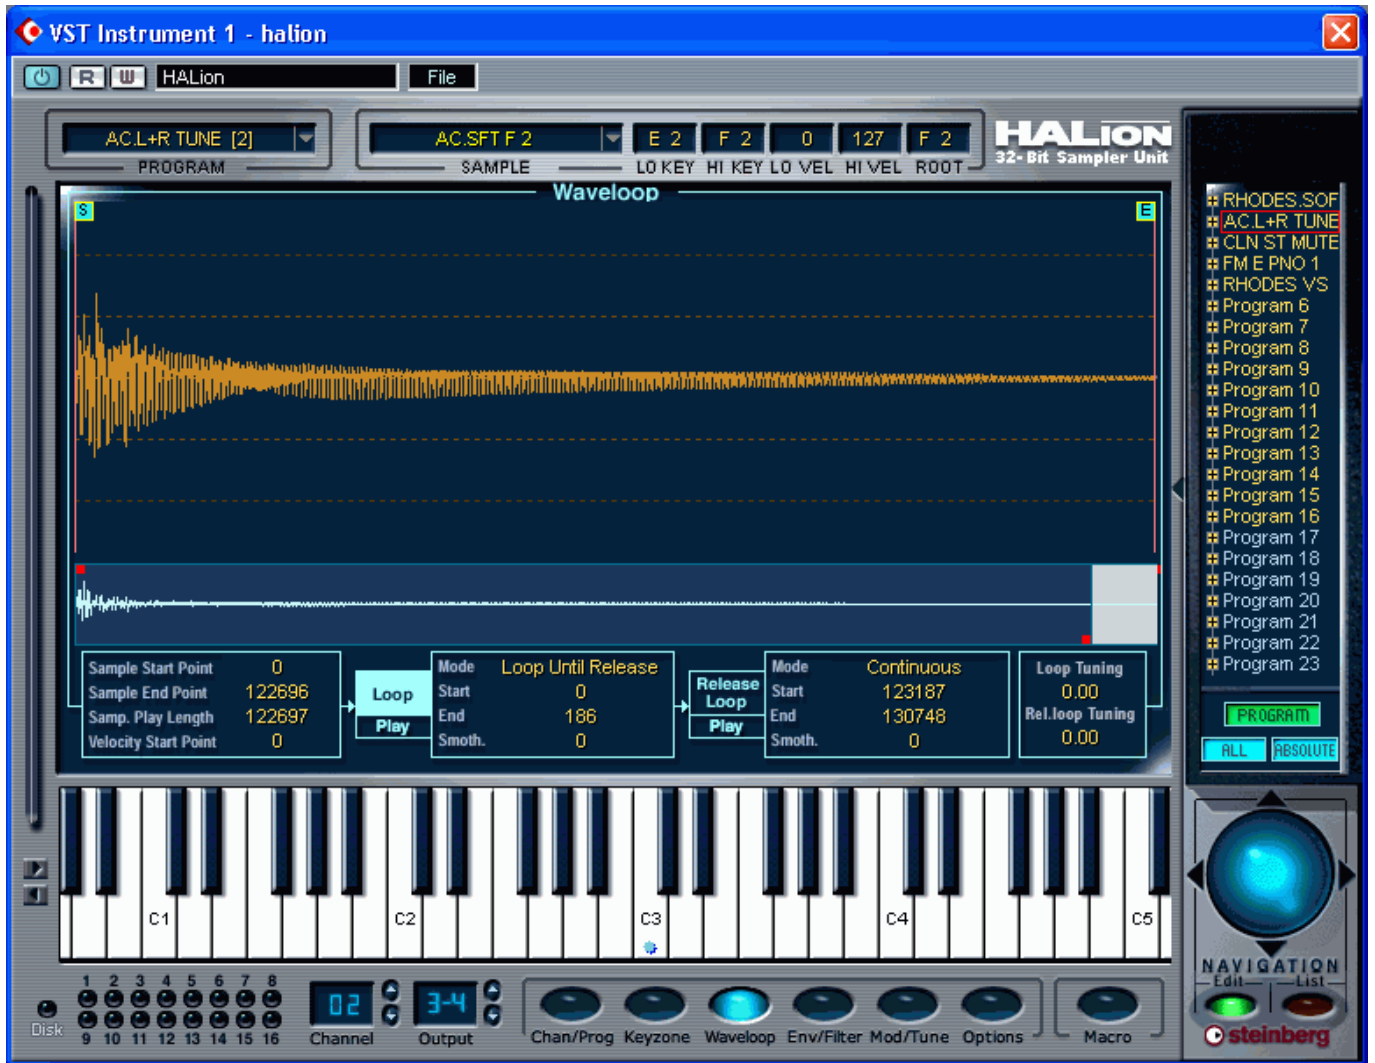 VST Instrument 1 - halion
R W HALion File
AC.L+R TUNE [2] AC.SFT F 2 E 2 F 2 0 127 F 2
PROGRAM SAMPLE LO KEY HI KEY LO VEL HI VEL ROOT
HALion
32-Bit Sampler Unit
Waveloop
S E
RHODES.SOF
AC.L+R TUNE
CLN ST MUTE
FM E PNO 1
RHODES VS
Program 6
Program 7
Program 8
Program 9
Program 10
Program 11
Program 12
Program 13
Program 14
Program 15
Program 16
Program 17
Program 18
Program 19
Program 20
Program 21
Program 22
Program 23
PROGRAM
ALL ABSOLUTE
Sample Start Point 0
Sample End Point 122696
Samp. Play Length 122697
Velocity Start Point 0
Loop
Play
Mode Loop Until Release
Start 0
End 186
Smoth. 0
Release Loop
Play
Mode Continuous
Start 123187
End 130748
Smoth. 0
Loop Tuning
0.00
Rel.loop Tuning
0.00
C1 C2 C3 C4 C5
Disk
1 2 3 4 5 6 7 8
9 10 11 12 13 14 15 16
02
Channel
3-4
Output
Chan/Prog Keyzone Waveloop Env/Filter Mod/Tune Options Macro
NAVIGATION
Edit List
steinberg